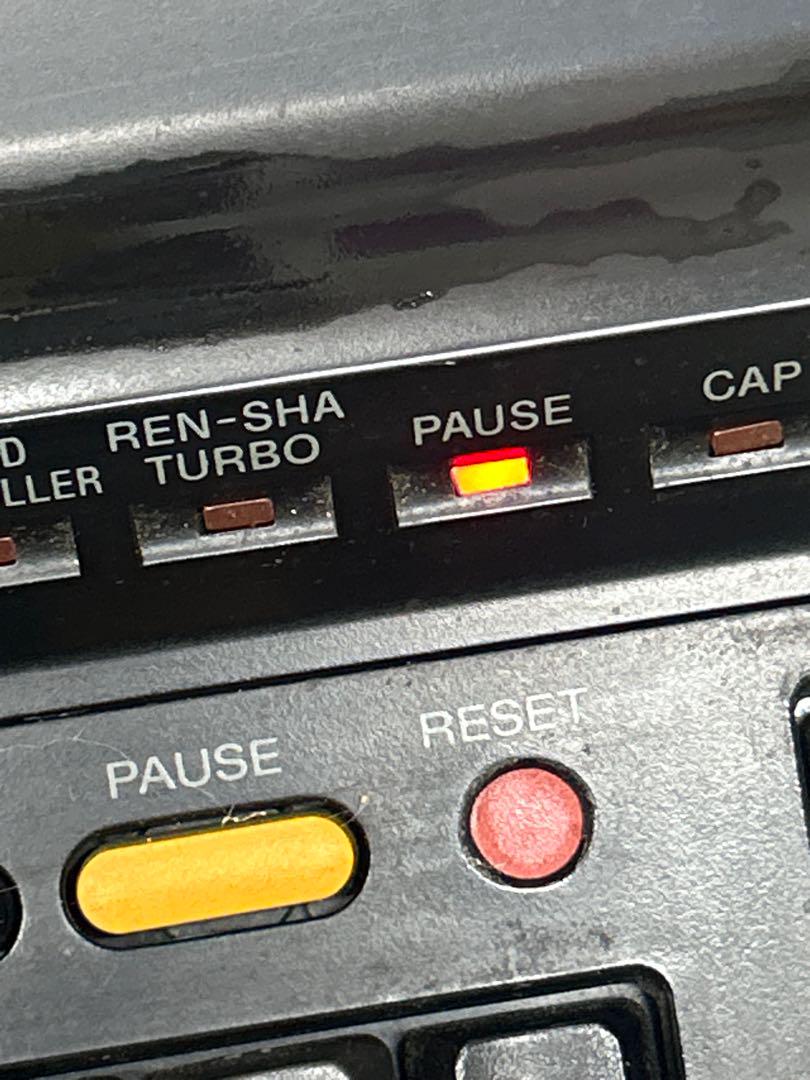 D
LLER
REN-SHA
TURBO
PAUSE
CAP
PAUSE
RESET